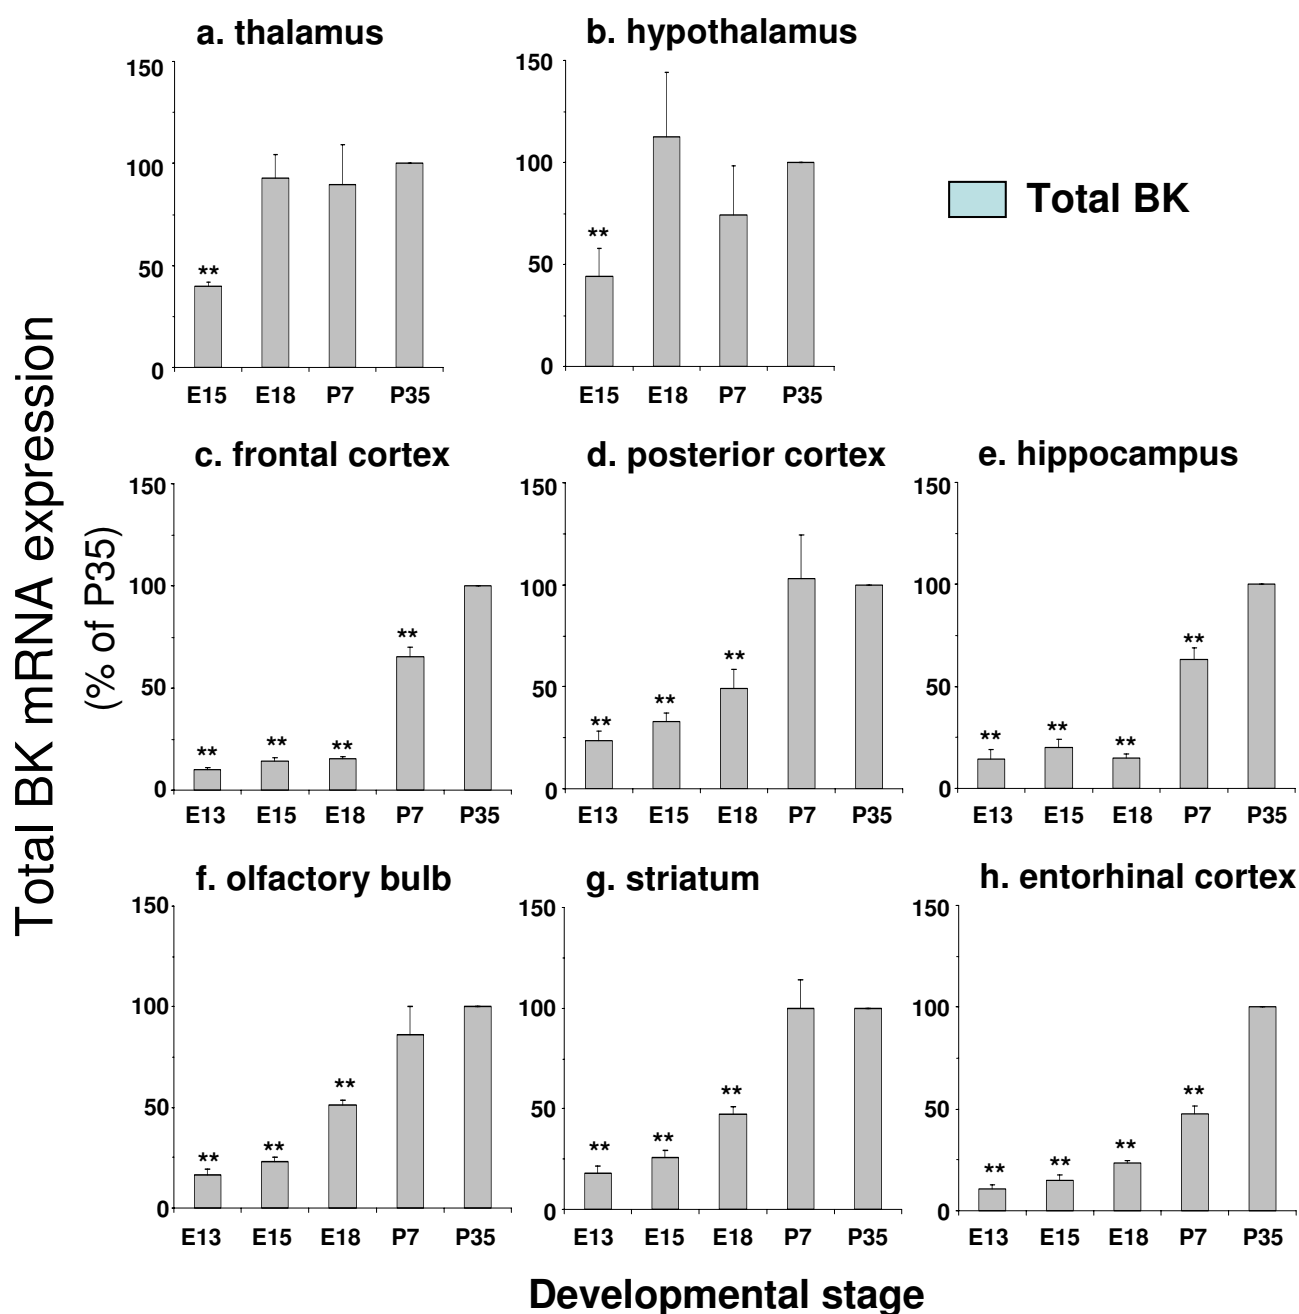 a. thalamus
150
100
50
0
**
E15 E18 P7 P35
b. hypothalamus
150
100
50
0
**
E15 E18 P7 P35
Total BK
Total BK mRNA expression
(% of P35)
c. frontal cortex
150
100
50
0
** ** ** **
E13 E15 E18 P7 P35
d. posterior cortex
150
100
50
0
** ** **
E13 E15 E18 P7 P35
e. hippocampus
150
100
50
0
** ** ** **
E13 E15 E18 P7 P35
f. olfactory bulb
150
100
50
0
** ** **
E13 E15 E18 P7 P35
g. striatum
150
100
50
0
** ** **
E13 E15 E18 P7 P35
h. entorhinal cortex
150
100
50
0
** ** ** **
E13 E15 E18 P7 P35
Developmental stage